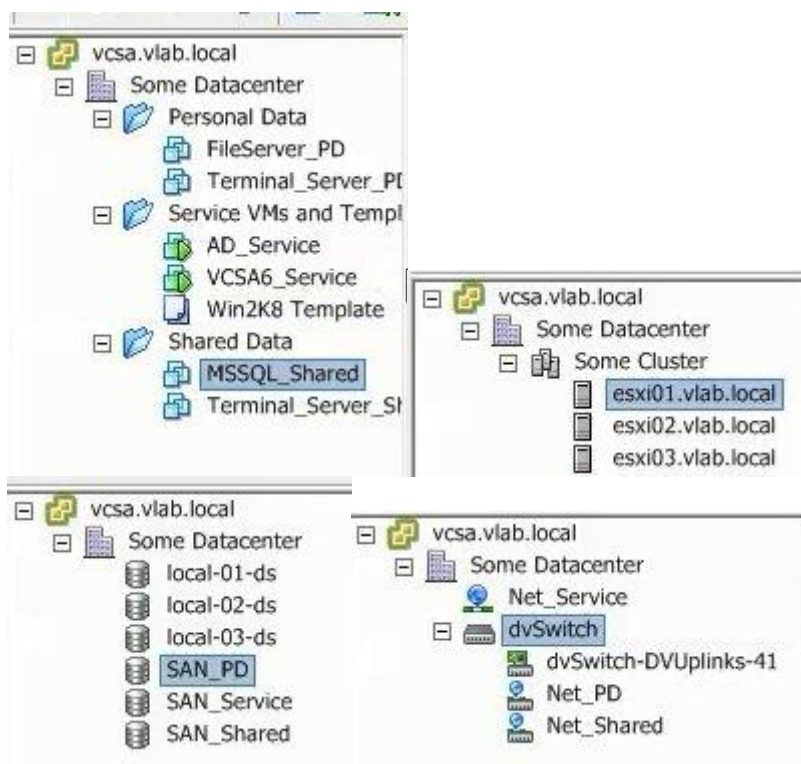 vcsa.vlab.local
Some Datacenter
Personal Data
FileServer_PD
Terminal_Server_PD
Service VMs and Templ
AD_Service
VCSA6_Service
Win2K8 Template
Shared Data
MSSQL_Shared
Terminal_Server_Sh
vcsa.vlab.local
Some Datacenter
Some Cluster
esxi01.vlab.local
esxi02.vlab.local
esxi03.vlab.local
vcsa.vlab.local
Some Datacenter
local-01-ds
local-02-ds
local-03-ds
SAN_PD
SAN_Service
SAN_Shared
vcsa.vlab.local
Some Datacenter
Net_Service
dvSwitch
dvSwitch-DVUplinks-41
Net_PD
Net_Shared